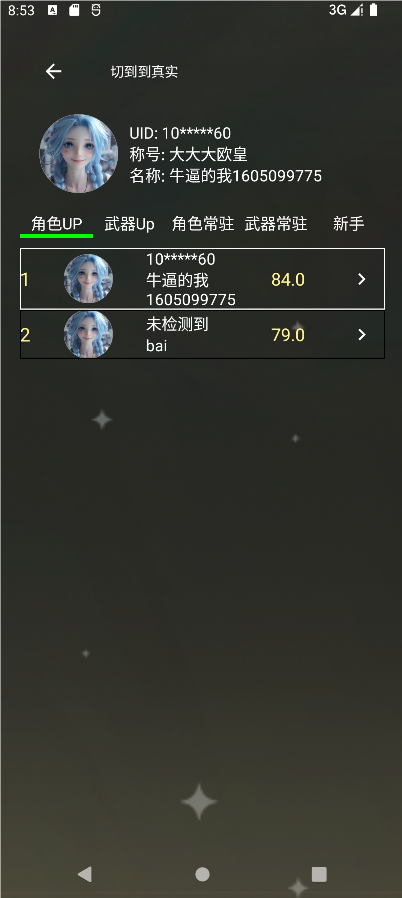 8:53
3G
切到到真实
UID: 10*****60
称号: 大大大欧皇
名称: 牛逼的我1605099775
角色UP 武器Up 角色常驻 武器常驻 新手
1
10*****60
牛逼的我
1605099775
84.0
2
未检测到
bai
79.0